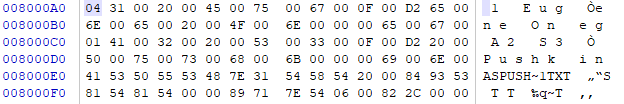 008000A0 04 31 00 20 00 45 00 75 00 67 00 0F 00 D2 65 00 1 Eug Òe
008000B0 6E 00 65 00 20 00 4F 00 6E 00 00 00 65 00 67 00 ne One eg
008000C0 01 41 00 32 00 20 00 53 00 33 00 0F 00 D2 20 00 A2 S3 Ò
008000D0 50 00 75 00 73 00 68 00 6B 00 00 00 69 00 6E 00 Pushk in
008000E0 41 53 50 55 53 48 7E 31 54 58 54 20 00 84 93 53 ASPUSH~1TXT „“S
008000F0 81 54 81 54 00 00 89 71 7E 54 06 00 82 2C 00 00 T T ‰q~T ‚,